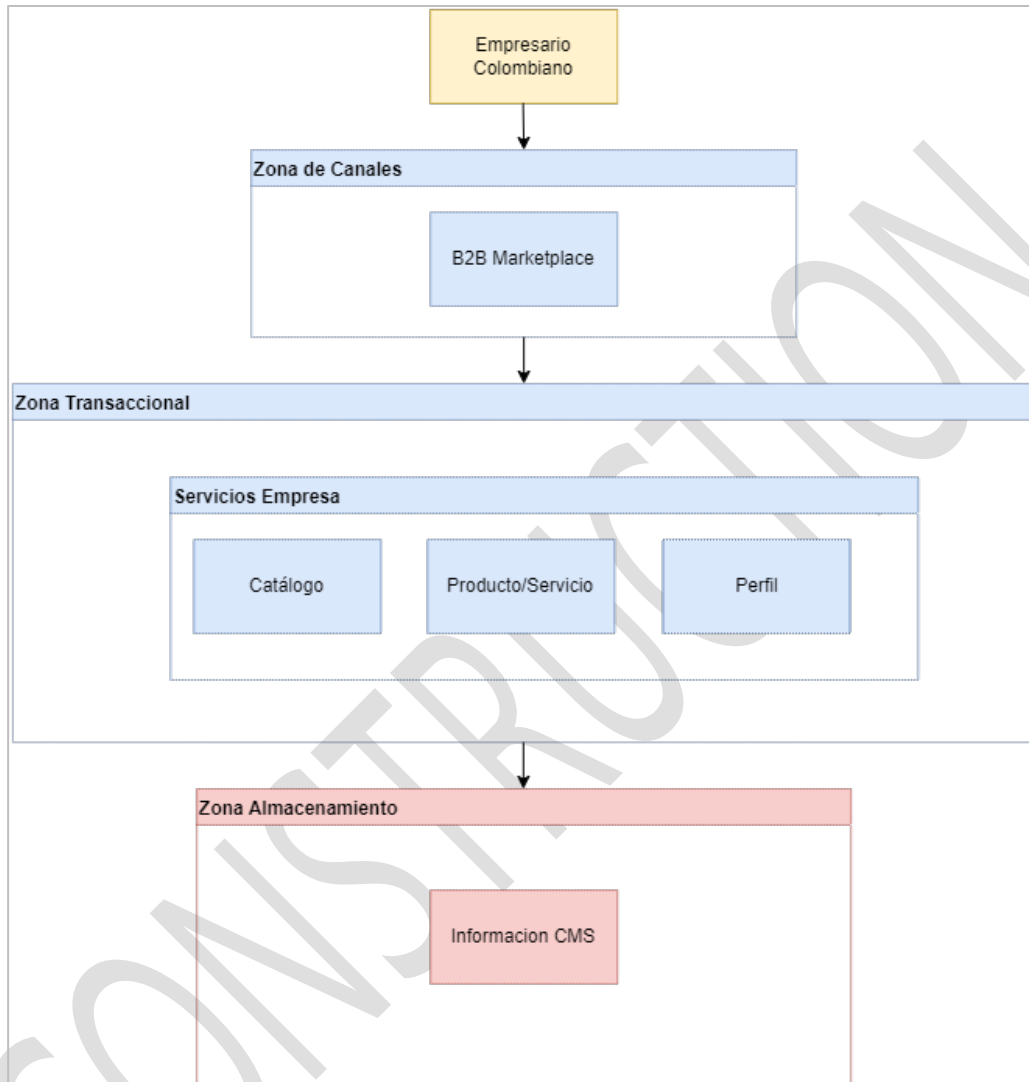 Empresario
Colombiano
Zona de Canales
B2B Marketplace
Zona Transaccional
Servicios Empresa
Catálogo
Producto/Servicio
Perfil
Zona Almacenamiento
Informacion CMS
CONSTRUCTION